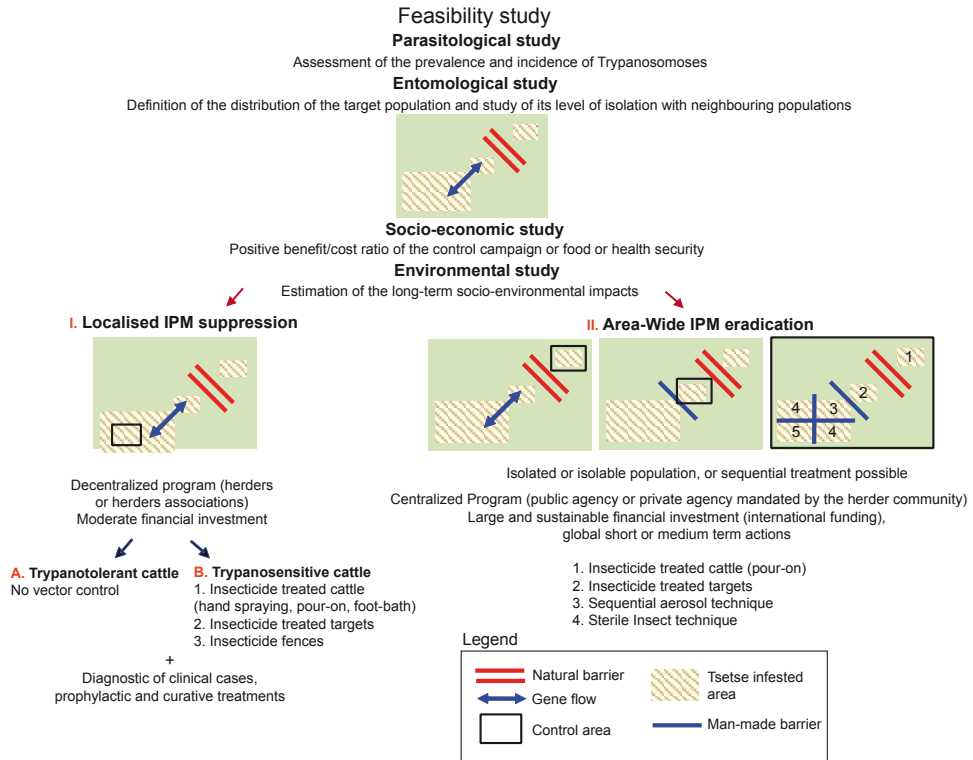 Feasibility study
Parasitological study
Assessment of the prevalence and incidence of Trypanosomoses
Entomological study
Definition of the distribution of the target population and study of its level of isolation with neighbouring populations
Socio-economic study
Positive benefit/cost ratio of the control campaign or food or health security
Environmental study
Estimation of the long-term socio-environmental impacts
I. Localised IPM suppression
Decentralized program (herders
or herders associations)
Moderate financial investment
A. Trypanotolerant cattle
No vector control
B. Trypanosensitive cattle
1. Insecticide treated cattle
(hand spraying, pour-on, foot-bath)
2. Insecticide treated targets
3. Insecticide fences
+
Diagnostic of clinical cases,
prophylactic and curative treatments
II. Area-Wide IPM eradication
1
2
4 3
5 4
Isolated or isolable population, or sequential treatment possible
Centralized Program (public agency or private agency mandated by the herder community)
Large and sustainable financial investment (international funding),
global short or medium term actions
1. Insecticide treated cattle (pour-on)
2. Insecticide treated targets
3. Sequential aerosol technique
4. Sterile Insect technique
Legend
Natural barrier
Gene flow
Control area
Tsetse infested
area
Man-made barrier